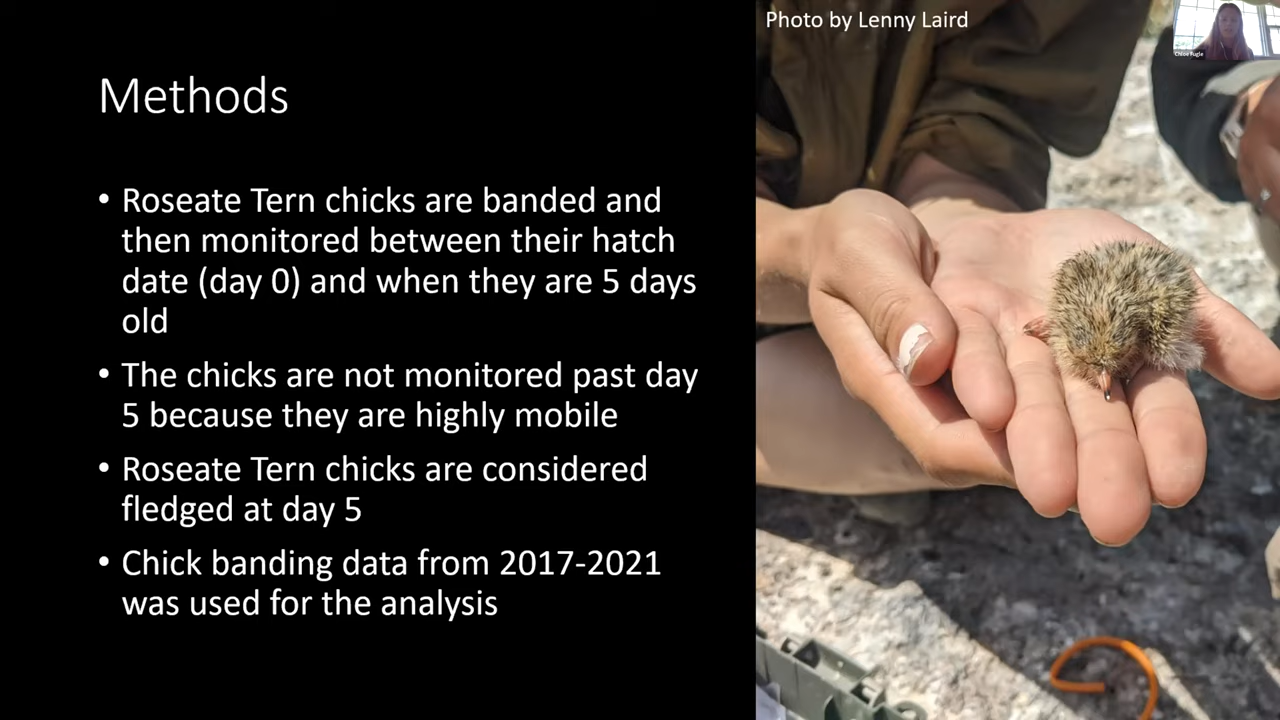 Photo by Lenny Laird
Chloe Fugle
Methods
• Roseate Tern chicks are banded and
then monitored between their hatch
date (day 0) and when they are 5 days
old
• The chicks are not monitored past day
5 because they are highly mobile
• Roseate Tern chicks are considered
fledged at day 5
• Chick banding data from 2017-2021
was used for the analysis